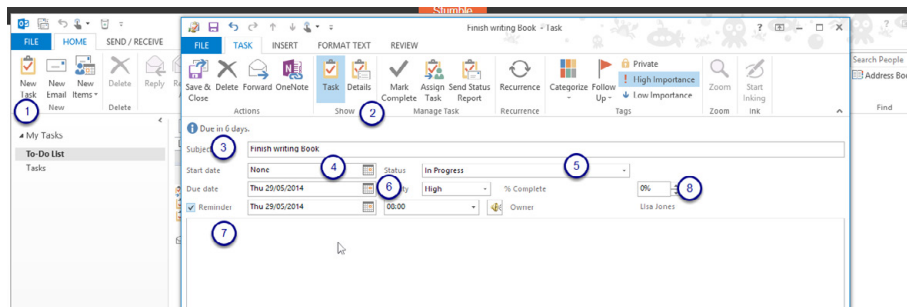 Stumble
Finish writing Book - Task
FILE HOME SEND / RECEIVE
FILE TASK INSERT FORMAT TEXT REVIEW
Search People
Address Boo
Find
New Task
New Email
New Items
Delete
Reply
New
Delete
Save & Close
Delete
Forward
OneNote
Task
Details
Mark Complete
Assign Task
Send Status Report
Recurrence
Categorize
Follow Up
Private
High Importance
Low Importance
Zoom
Start Inking
Actions
Show
Manage Task
Recurrence
Tags
Zoom
Ink
1
2
My Tasks
To-Do List
Tasks
Due in 6 days.
Subject 3 Finish writing Book
Start date None 4 Status In Progress 5
Due date Thu 29/05/2014 6 High % Complete 0% 8
Reminder Thu 29/05/2014 08:00 Owner Lisa Jones
7